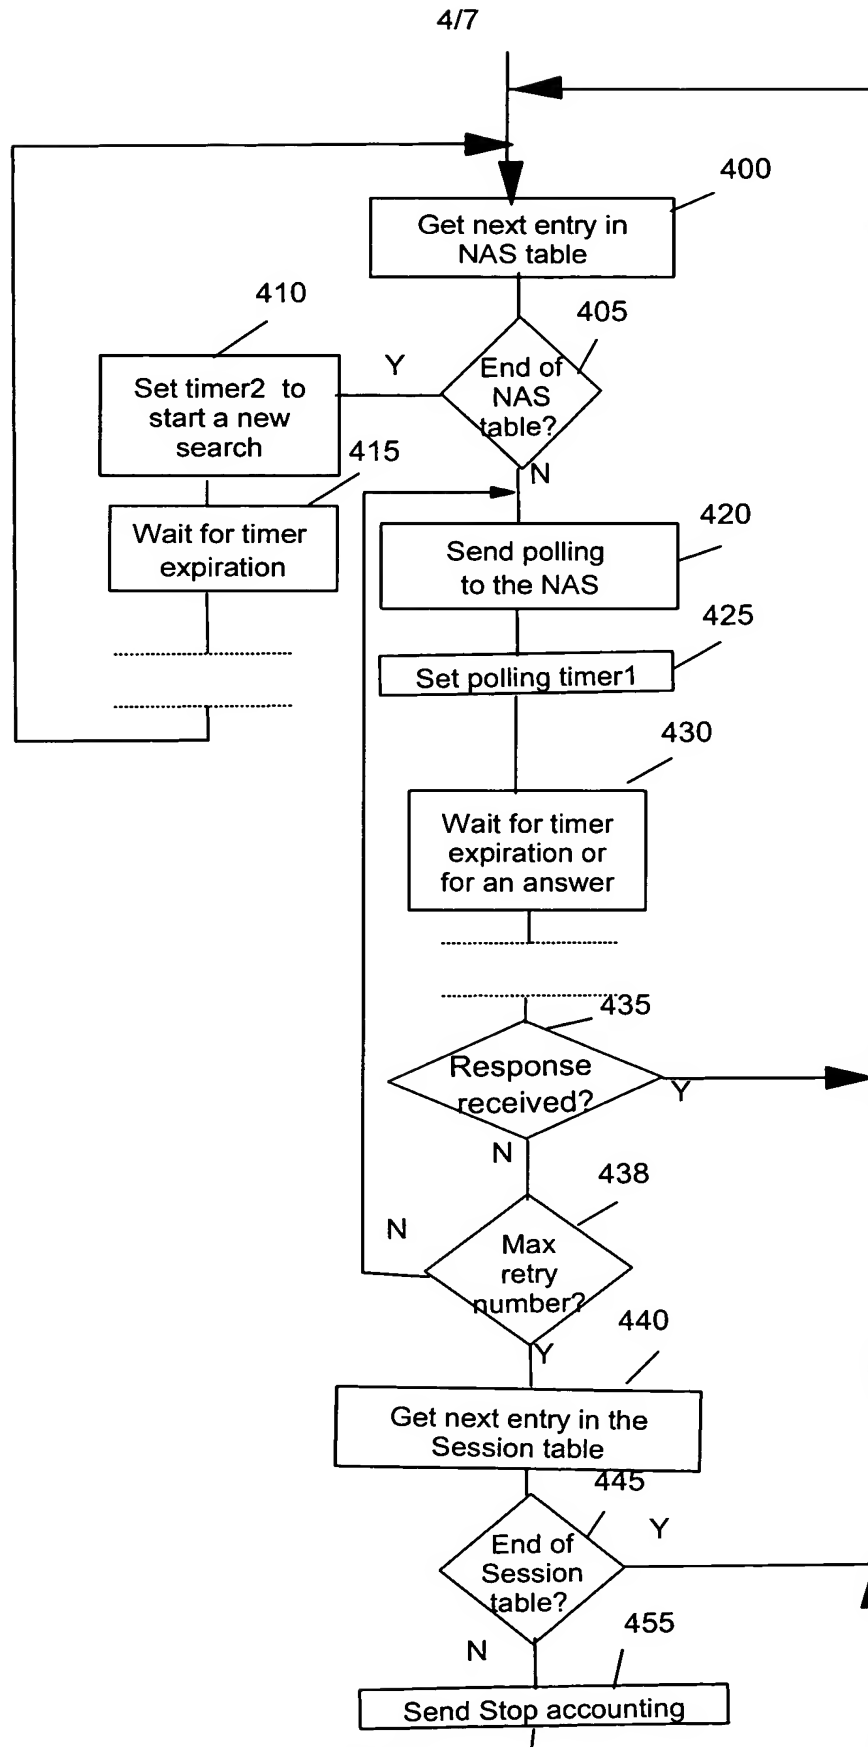 4/7
400
Get next entry in
NAS table
410
405
Y
End of
NAS
table?
Set timer2 to
start a new
search
N
415
Wait for timer
expiration
420
Send polling
to the NAS
425
Set polling timer1
430
Wait for timer
expiration or
for an answer
435
Response
received?
Y
N
438
N
Max
retry
number?
Y
440
Get next entry in the
Session table
445
Y
End of
Session
table?
N
455
Send Stop accounting